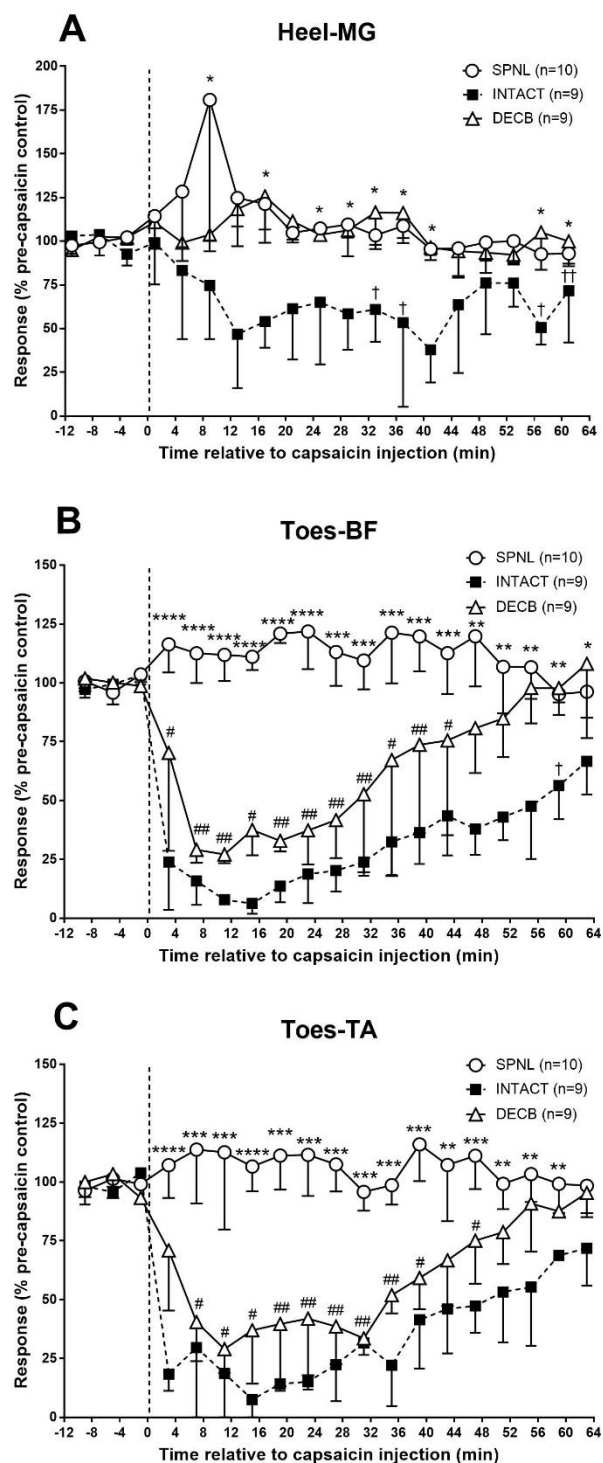 A
Heel-MG
SPNL (n=10)
INTACT (n=9)
DECB (n=9)
Response (% pre-capsaicin control)
200
175
150
125
100
75
50
25
0
* * * * * * * * *
† † † ††
-12 -8 -4 0 4 8 12 16 20 24 28 32 36 40 44 48 52 56 60 64
Time relative to capsaicin injection (min)
B
Toes-BF
SPNL (n=10)
INTACT (n=9)
DECB (n=9)
Response (% pre-capsaicin control)
150
125
100
75
50
25
0
**** **** **** **** **** **** *** *** *** *** *** ** ** ** ** *
# ## ## # ## ## ## ## # ## #
†
-12 -8 -4 0 4 8 12 16 20 24 28 32 36 40 44 48 52 56 60 64
Time relative to capsaicin injection (min)
C
Toes-TA
SPNL (n=10)
INTACT (n=9)
DECB (n=9)
Response (% pre-capsaicin control)
150
125
100
75
50
25
0
**** *** *** **** *** *** *** *** *** *** ** *** ** ** **
# # # ## ## ## ## ## # #
-12 -8 -4 0 4 8 12 16 20 24 28 32 36 40 44 48 52 56 60 64
Time relative to capsaicin injection (min)